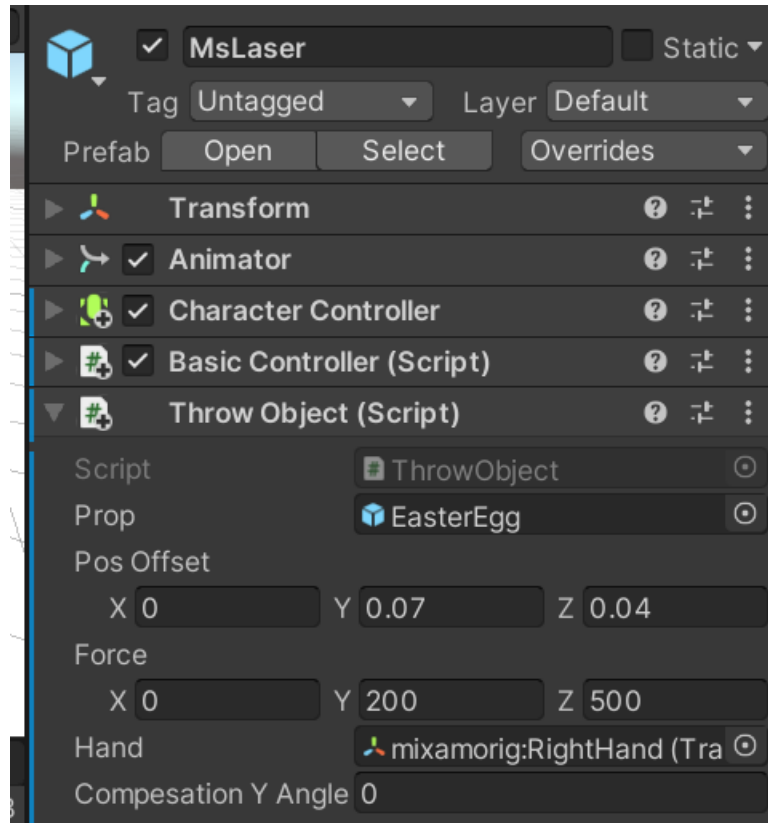 MsLaser Static
Tag Untagged Layer Default
Prefab Open Select Overrides
Transform
Animator
Character Controller
# Basic Controller (Script)
# Throw Object (Script)
Script # ThrowObject
Prop EasterEgg
Pos Offset
X 0 Y 0.07 Z 0.04
Force
X 0 Y 200 Z 500
Hand mixamorig:RightHand (Tra
Compesation Y Angle 0